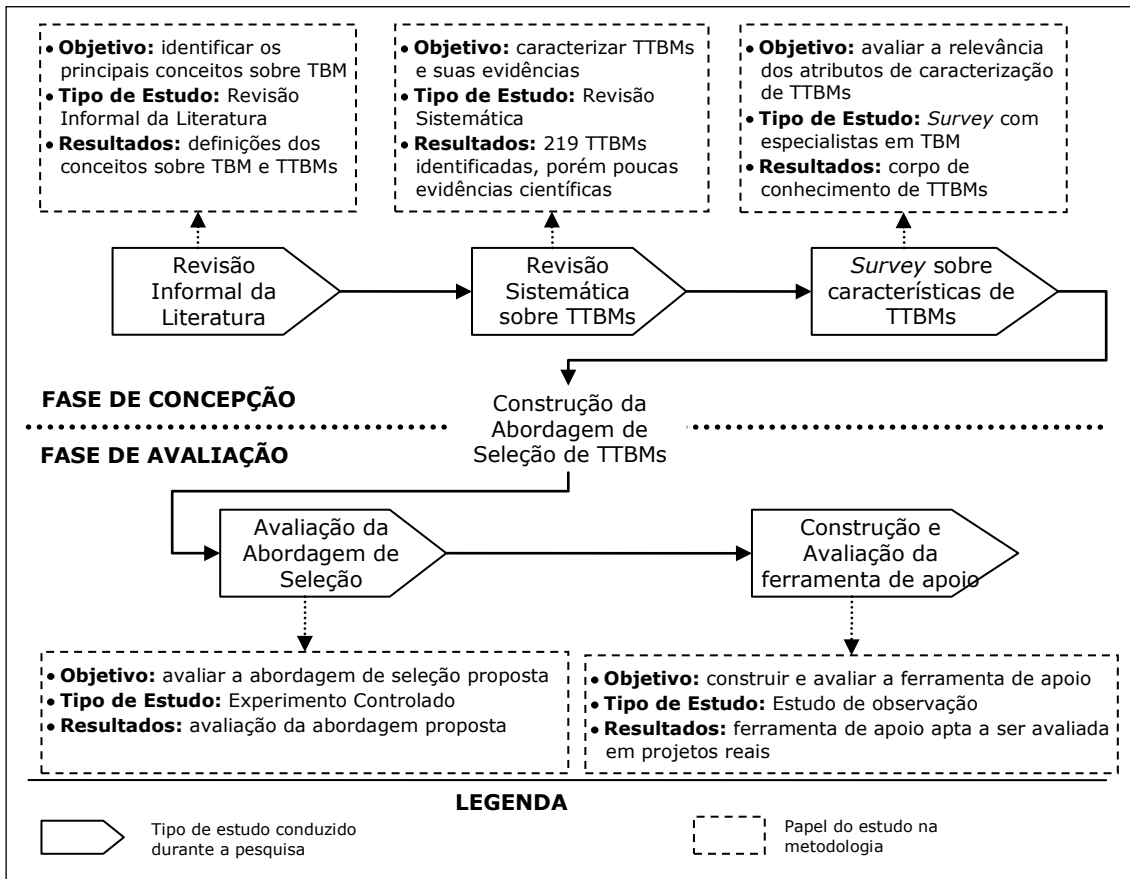 • Objetivo: identificar os
principais conceitos sobre TBM
• Tipo de Estudo: Revisão
Informal da Literatura
• Resultados: definições dos
conceitos sobre TBM e TTBMs
• Objetivo: caracterizar TTBMs
e suas evidências
• Tipo de Estudo: Revisão
Sistemática
• Resultados: 219 TTBMs
identificadas, porém poucas
evidências científicas
• Objetivo: avaliar a relevância
dos atributos de caracterização
de TTBMs
• Tipo de Estudo: Survey com
especialistas em TBM
• Resultados: corpo de
conhecimento de TTBMs
Revisão
Informal da
Literatura
Revisão
Sistemática
sobre TTBMs
Survey sobre
características de
TTBMs
FASE DE CONCEPÇÃO
Construção da
Abordagem de
Seleção de TTBMs
FASE DE AVALIAÇÃO
Avaliação da
Abordagem de
Seleção
Construção e
Avaliação da
ferramenta de apoio
• Objetivo: avaliar a abordagem de seleção proposta
• Tipo de Estudo: Experimento Controlado
• Resultados: avaliação da abordagem proposta
• Objetivo: construir e avaliar a ferramenta de apoio
• Tipo de Estudo: Estudo de observação
• Resultados: ferramenta de apoio apta a ser avaliada
em projetos reais
LEGENDA
Tipo de estudo conduzido
durante a pesquisa
Papel do estudo na
metodologia